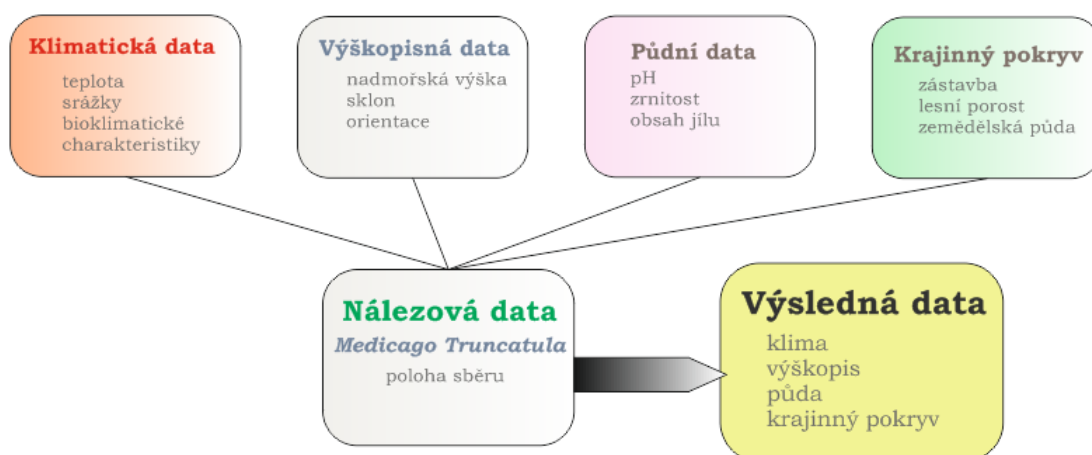 Klimatická data
teplota
srážky
bioklimatické
charakteristiky
Výškopisná data
nadmořská výška
sklon
orientace
Půdní data
pH
zrnitost
obsah jílu
Krajinný pokryv
zástavba
lesní porost
zemědělská půda
Nálezová data
Medicago Truncatula
poloha sběru
Výsledná data
klima
výškopis
půda
krajinný pokryv